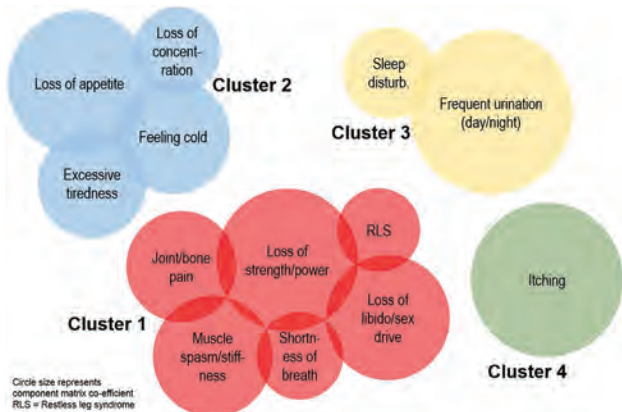 Loss of
concent-
ration
Loss of appetite
Cluster 2
Feeling cold
Excessive
tiredness
Sleep
disturb.
Frequent urination
(day/night)
Cluster 3
Joint/bone
pain
Loss of
strength/power
RLS
Cluster 1
Muscle
spasm/stiff-
ness
Shortn-
ess of
breath
Loss of
libido/sex
drive
Itching
Cluster 4
Circle size represents
component matrix co-efficient
RLS = Restless leg syndrome